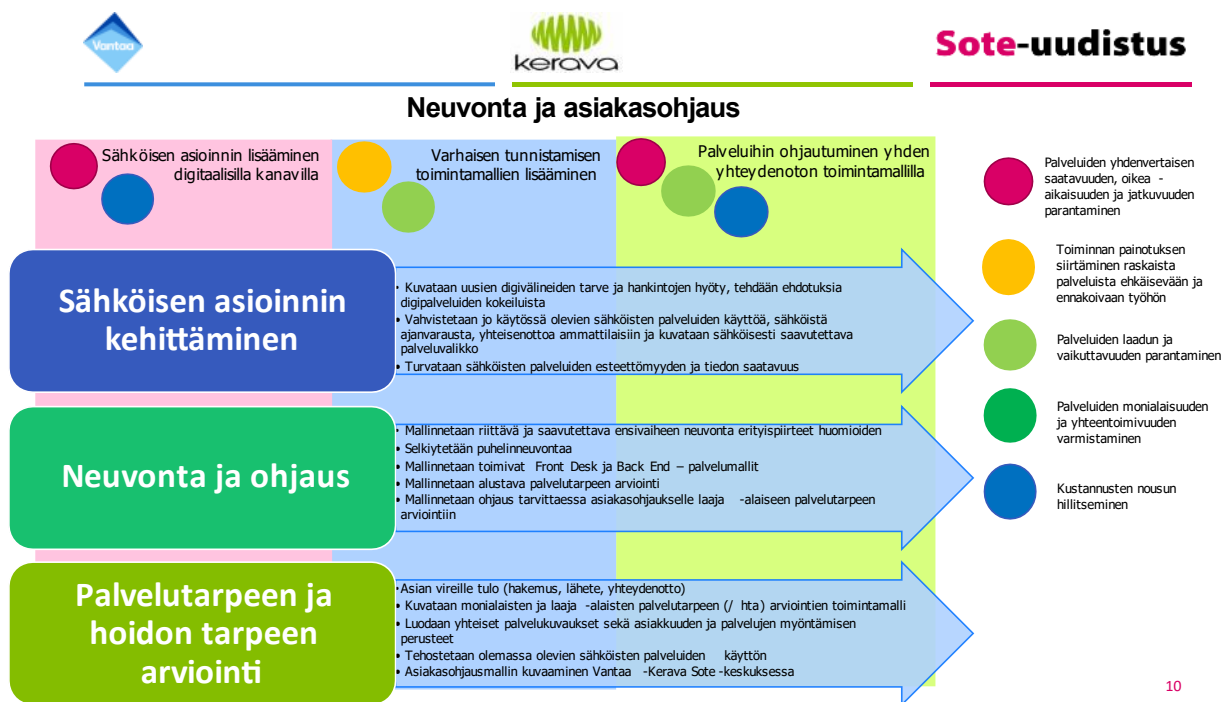 Vantaa
kerava
Sote-uudistus
Neuvonta ja asiakasohjaus
Sähköisen asioinnin lisääminen
digitaalisilla kanavilla
Varhaisen tunnistamisen
toimintamallien lisääminen
Palveluihin ohjautuminen yhden
yhteydenoton toimintamallilla
Sähköisen asioinnin
kehittäminen
• Kuvataan uusien digivälineiden tarve ja hankintojen hyöty, tehdään ehdotuksia
digipalveluiden kokeiluista
• Vahvistetaan jo käytössä olevien sähköisten palveluiden käyttöä, sähköistä
ajanvarausta, yhteisenottoa ammattilaisiin ja kuvataan sähköisesti saavutettava
palveluvalikko
• Turvataan sähköisten palveluiden esteettömyyden ja tiedon saatavuus
Neuvonta ja ohjaus
• Mallinnetaan riittävä ja saavutettava ensivaiheen neuvonta erityispiirteet huomioiden
• Selkiytetään puhelinneuvontaa
• Mallinnetaan toimivat Front Desk ja Back End – palvelumallit
• Mallinnetaan alustava palvelutarpeen arviointi
• Mallinnetaan ohjaus tarvittaessa asiakasohjaukselle laaja -alaiseen palvelutarpeen
arviointiin
Palvelutarpeen ja
hoidon tarpeen
arviointi
• Asian vireille tulo (hakemus, lähete, yhteydenotto)
• Kuvataan monialaisten ja laaja -alaisten palvelutarpeen (/ hta) arviointien toimintamalli
• Luodaan yhteiset palvelukuvaukset sekä asiakkuuden ja palvelujen myöntämisen
perusteet
• Tehostetaan olemassa olevien sähköisten palveluiden käyttön
• Asiakasohjausmallin kuvaaminen Vantaa -Kerava Sote -keskuksessa
Palveluiden yhdenvertaisen
saatavuuden, oikea -
aikaisuuden ja jatkuvuuden
parantaminen
Toiminnan painotuksen
siirtäminen raskaista
palveluista ehkäisevään ja
ennakoivaan työhön
Palveluiden laadun ja
vaikuttavuuden parantaminen
Palveluiden monialaisuuden
ja yhteentoimivuuden
varmistaminen
Kustannusten nousun
hillitseminen
10